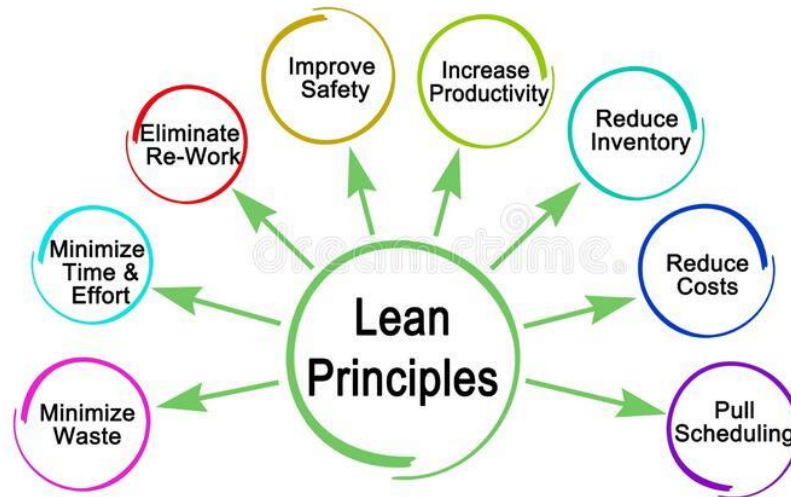 Improve
Safety
Increase
Productivity
Eliminate
Re-Work
Reduce
Inventory
Minimize
Time &
Effort
Reduce
Costs
Lean
Principles
Minimize
Waste
Pull
Scheduling
dreamstime.